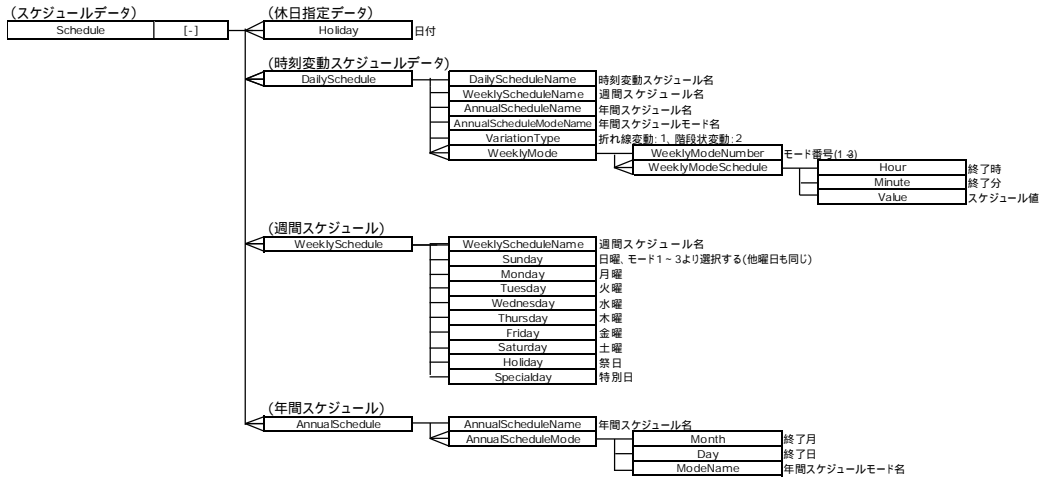 (スケジュールデータ)
Schedule [-]
(休日指定データ)
Holiday 日付
(時刻変動スケジュールデータ)
DailySchedule
DailyScheduleName 時刻変動スケジュール名
WeeklyScheduleName 週間スケジュール名
AnnualScheduleName 年間スケジュール名
AnnualScheduleModeName 年間スケジュールモード名
VariationType 折れ線変動:1、階段状変動:2
WeeklyMode
WeeklyModeNumber モード番号(1-3)
WeeklyModeSchedule
Hour 終了時
Minute 終了分
Value スケジュール値
(週間スケジュール)
WeeklySchedule
WeeklyScheduleName 週間スケジュール名
Sunday 日曜、モード1~3より選択する(他曜日も同じ)
Monday 月曜
Tuesday 火曜
Wednesday 水曜
Thursday 木曜
Friday 金曜
Saturday 土曜
Holiday 祭日
Specialday 特別日
(年間スケジュール)
AnnualSchedule
AnnualScheduleName 年間スケジュール名
AnnualScheduleMode
Month 終了月
Day 終了日
ModeName 年間スケジュールモード名